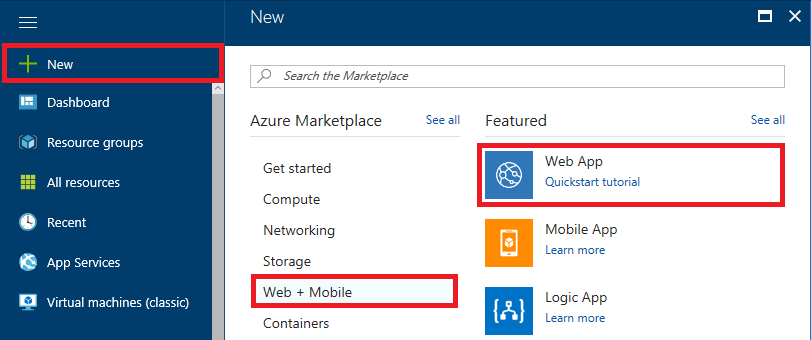 New
Dashboard
Resource groups
All resources
Recent
App Services
Virtual machines (classic)
New
Search the Marketplace
Azure Marketplace
See all
Get started
Compute
Networking
Storage
Web + Mobile
Containers
Featured
See all
Web App
Quickstart tutorial
Mobile App
Learn more
Logic App
Learn more